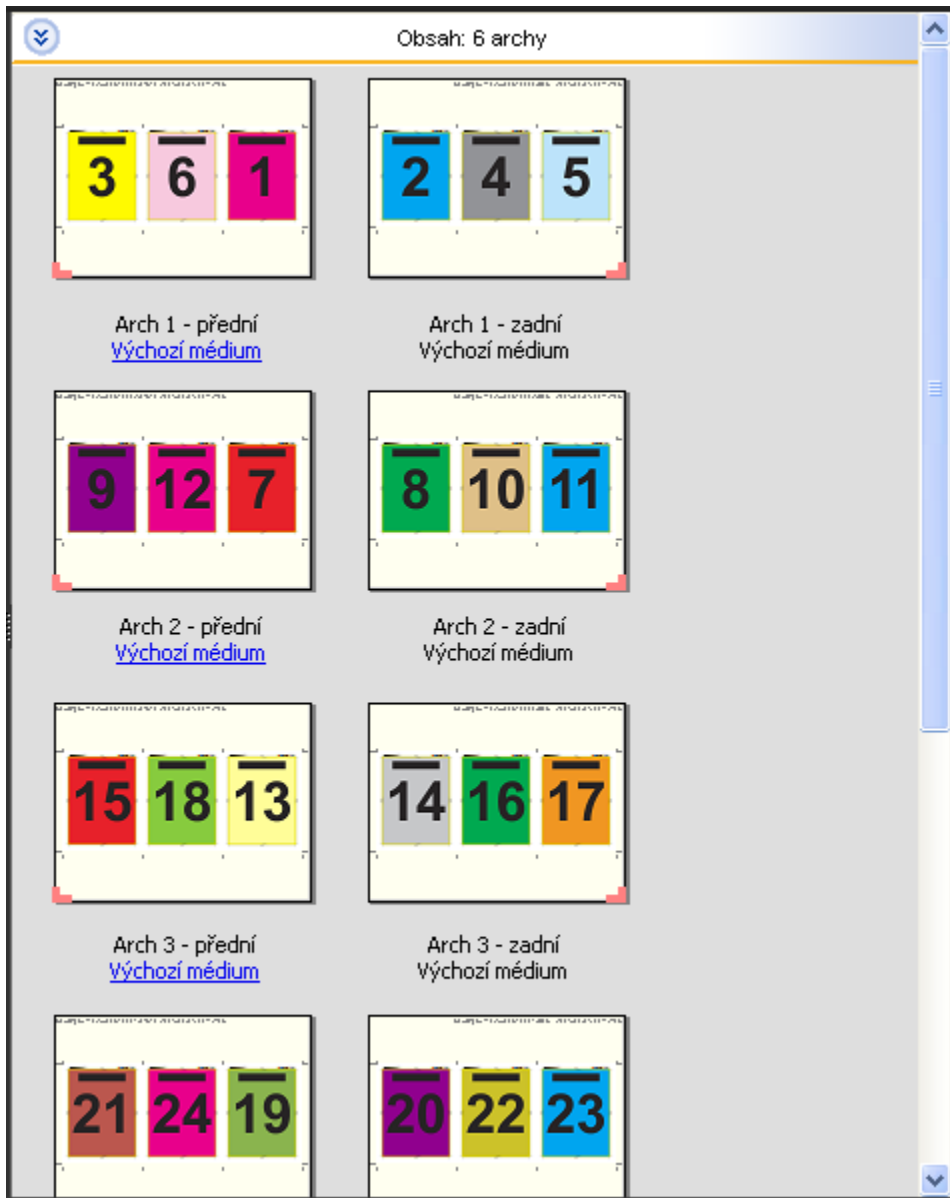 Obsah: 6 archy
3 6 1
2 4 5
Arch 1 - přední
Výchozí médium
Arch 1 - zadní
Výchozí médium
9 12 7
8 10 11
Arch 2 - přední
Výchozí médium
Arch 2 - zadní
Výchozí médium
15 18 13
14 16 17
Arch 3 - přední
Výchozí médium
Arch 3 - zadní
Výchozí médium
21 24 19
20 22 23